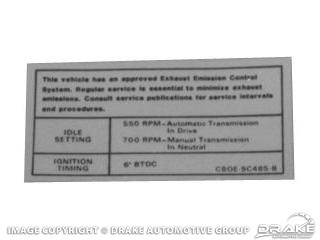 This vehicle has an approved Exhaust Emission Control
System. Regular service is essential to minimize exhaust
emissions. Consult service publications for service intervals
and procedures.
IDLE
SETTING
550 RPM-Automatic Transmission
In Drive
700 RPM-Manual Transmission
In Neutral
IGNITION
TIMING
6° BTDC
C8OE-9C485-B
IMAGE COPYRIGHT © DRAKE AUTOMOTIVE GROUP
DRAKE